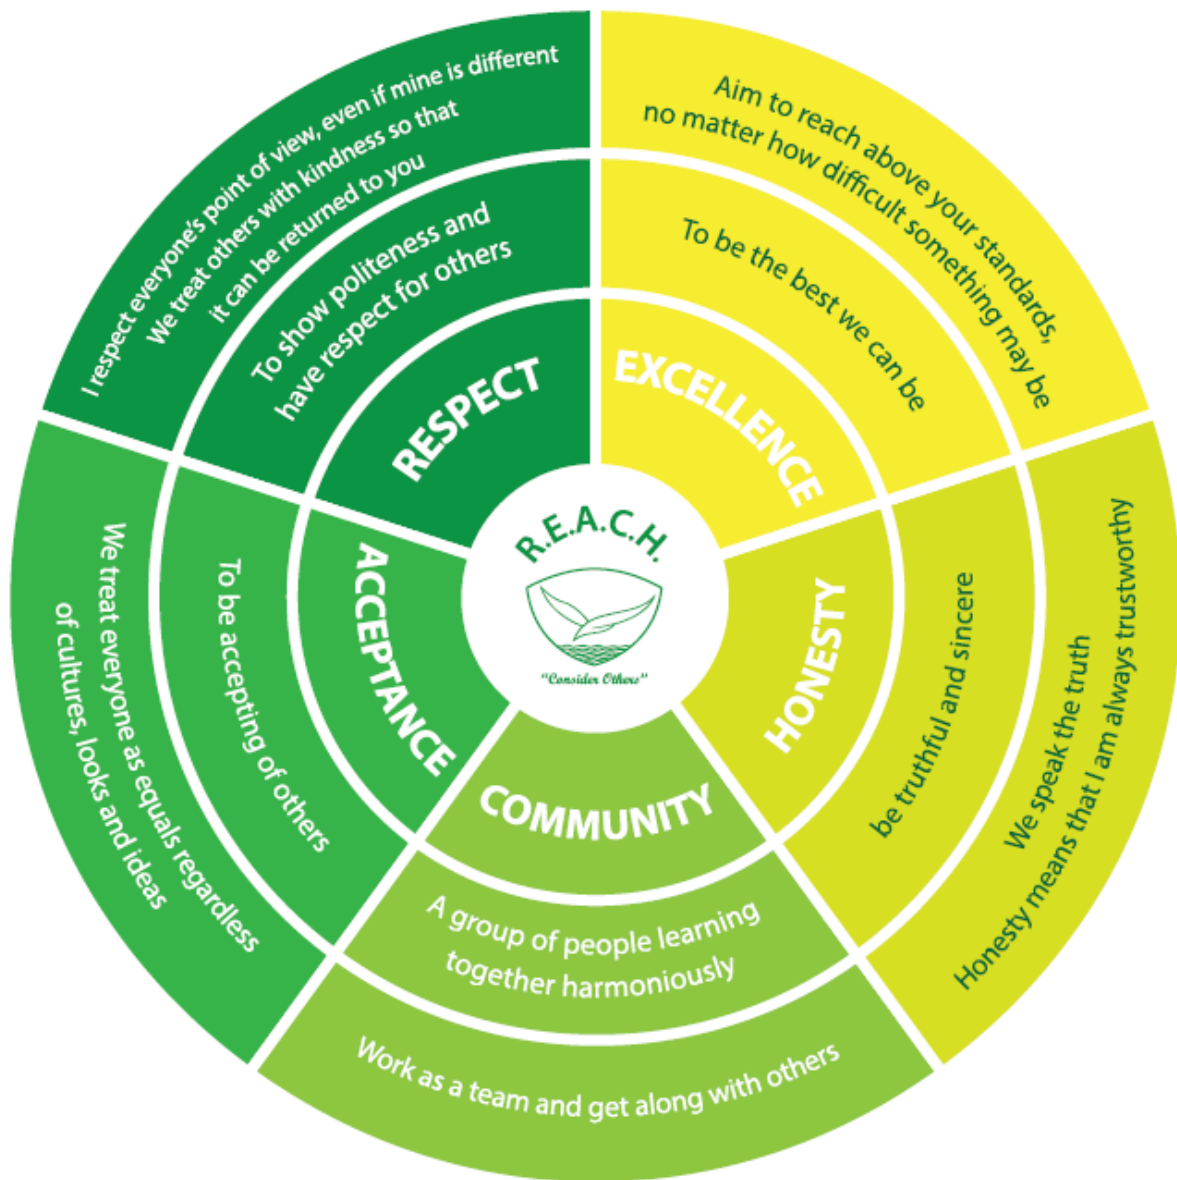 R.E.A.C.H.
"Consider Others"
RESPECT
To show politeness and
have respect for others
I respect everyone's point of view, even if mine is different
We treat others with kindness so that
it can be returned to you
EXCELLENCE
To be the best we can be
Aim to reach above your standards,
no matter how difficult something may be
HONESTY
be truthful and sincere
We speak the truth
Honesty means that I am always trustworthy
COMMUNITY
A group of people learning
together harmoniously
Work as a team and get along with others
ACCEPTANCE
To be accepting of others
We treat everyone as equals regardless
of cultures, looks and ideas